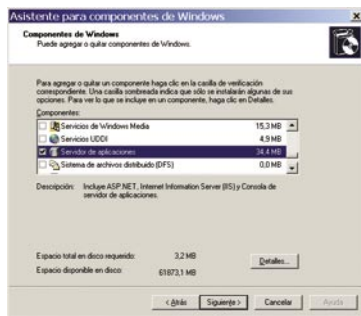 Asistente para componentes de Windows
Componentes de Windows
Puede agregar o quitar componentes de Windows.
Para agregar o quitar un componente haga clic en la casilla de verificación
correspondiente. Una casilla sombreada indica que sólo se instalarán algunas de sus
opciones. Para ver lo que se incluye en un componente, haga clic en Detalles.
Componentes:
Servicios de Windows Media 15,3 MB
Servicios UDDI 4,9 MB
Servidor de aplicaciones 34,4 MB
Sistema de archivos distribuido (DFS) 0,0 MB
Descripción: Incluye ASP.NET, Internet Information Server (IIS) y Consola de
servidor de aplicaciones.
Espacio total en disco requerido: 3,2 MB
Espacio disponible en disco: 61873,1 MB
Detalles...
< Atrás Siguiente > Cancelar Ayuda